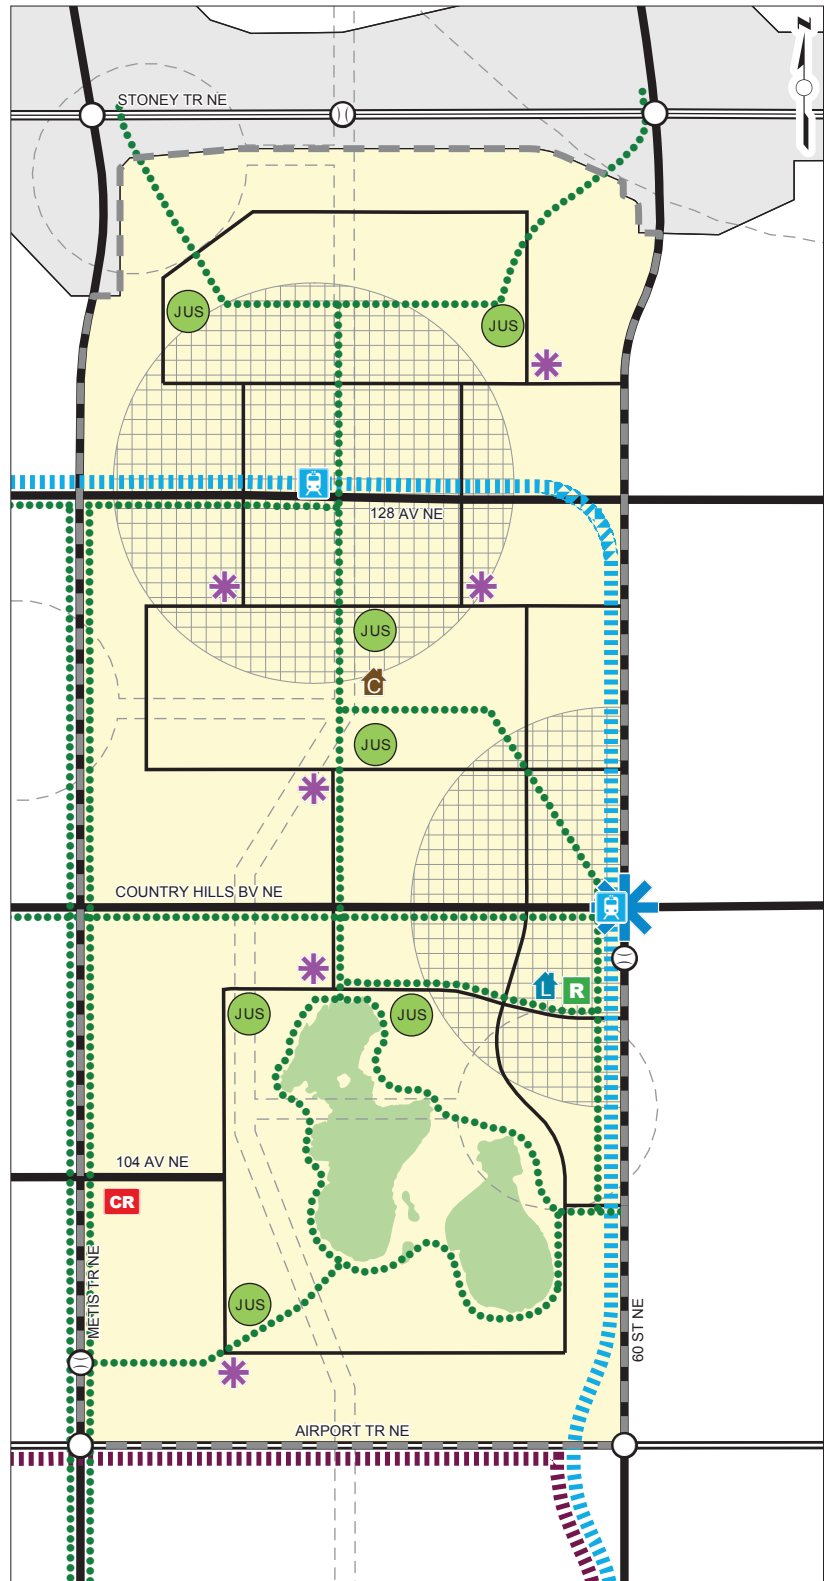 N
STONEY TR NE
JUS
JUS
128 AV NE
JUS
C
JUS
COUNTRY HILLS BV NE
L
R
JUS
JUS
104 AV NE
CR
METIS TR NE
JUS
60 ST NE
AIRPORT TR NE